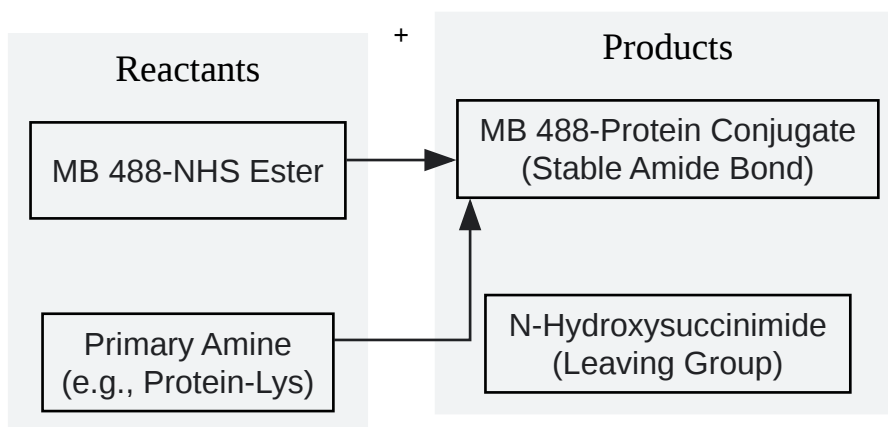 Reactants
MB 488-NHS Ester
Primary Amine
(e.g., Protein-Lys)
+
Products
MB 488-Protein Conjugate
(Stable Amide Bond)
N-Hydroxysuccinimide
(Leaving Group)